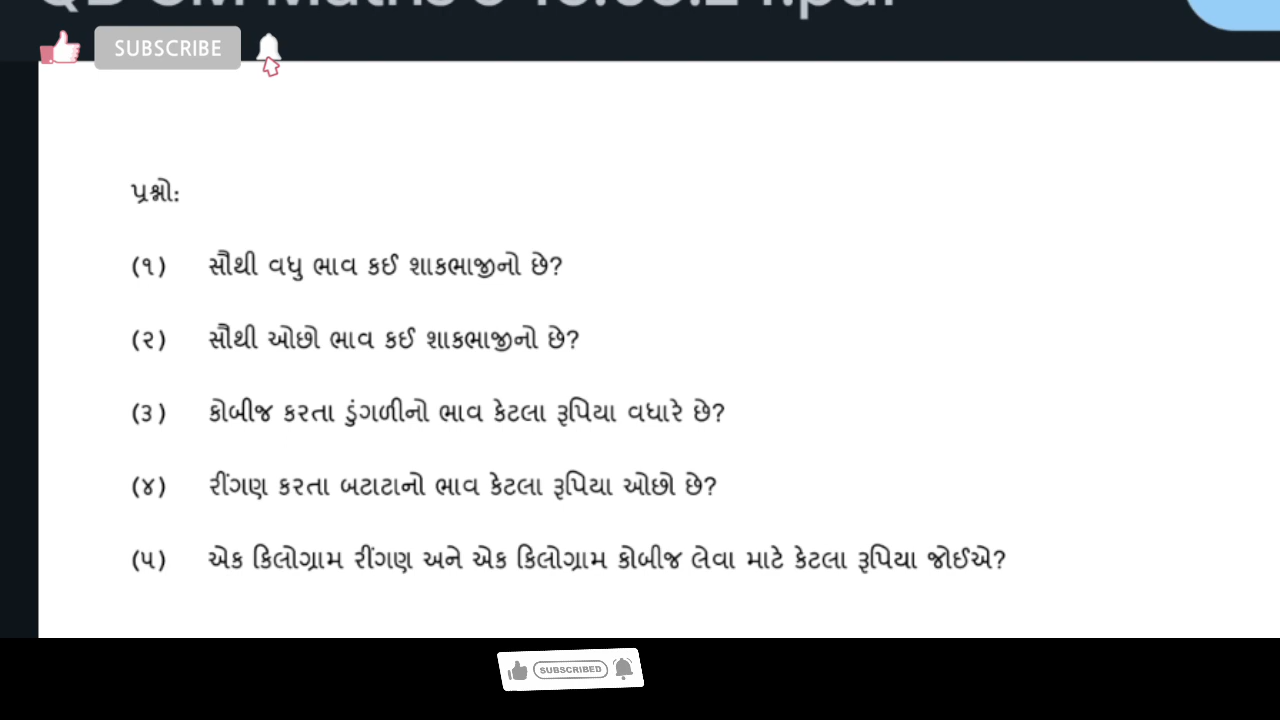 SUBSCRIBE
પ્રશ્નો:
(૧) સૌથી વધુ ભાવ કઈ શાકભાજીનો છે?
(૨) સૌથી ઓછો ભાવ કઈ શાકભાજીનો છે?
(૩) કોબીજ કરતા ડુંગળીનો ભાવ કેટલા રૂપિયા વધારે છે?
(૪) રીંગણ કરતા બટાટાનો ભાવ કેટલા રૂપિયા ઓછો છે?
(૫) એક કિલોગ્રામ રીંગણ અને એક કિલોગ્રામ કોબીજ લેવા માટે કેટલા રૂપિયા જોઈએ?
SUBSCRIBED